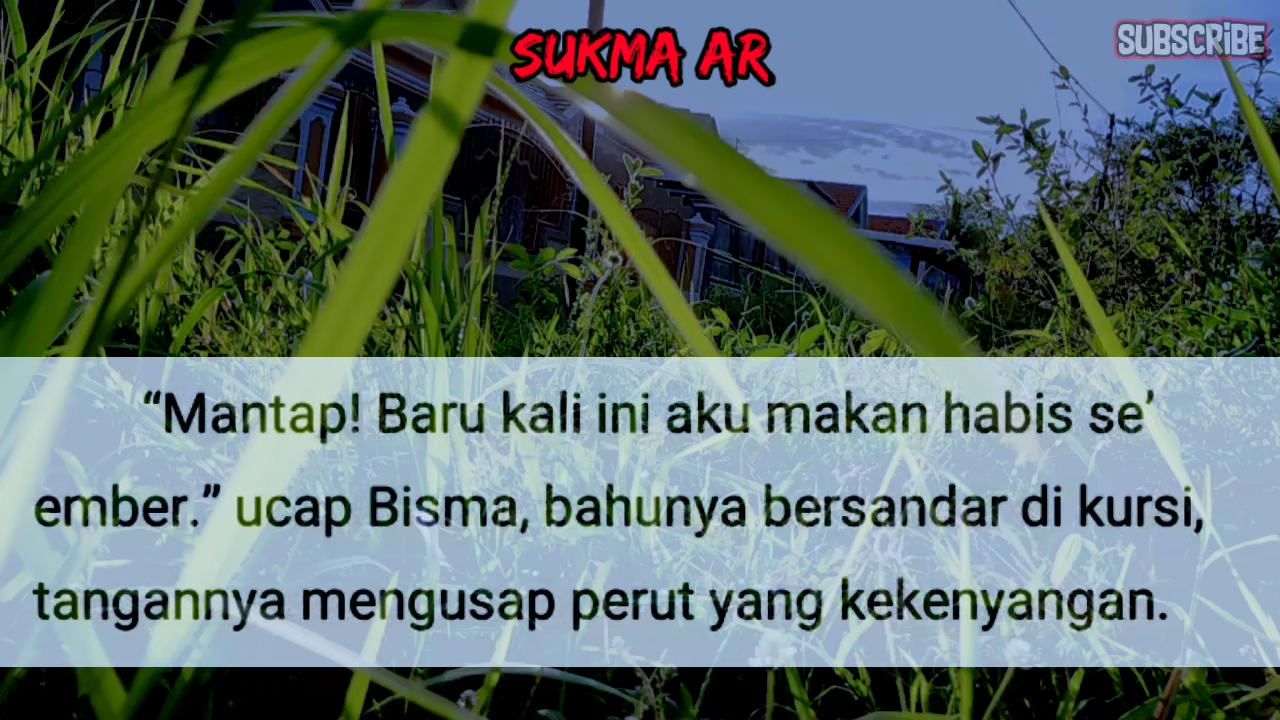 SUKMA AR
SUBSCRiBE
“Mantap! Baru kali ini aku makan habis se’
ember.” ucap Bisma, bahunya bersandar di kursi,
tangannya mengusap perut yang kekenyangan.